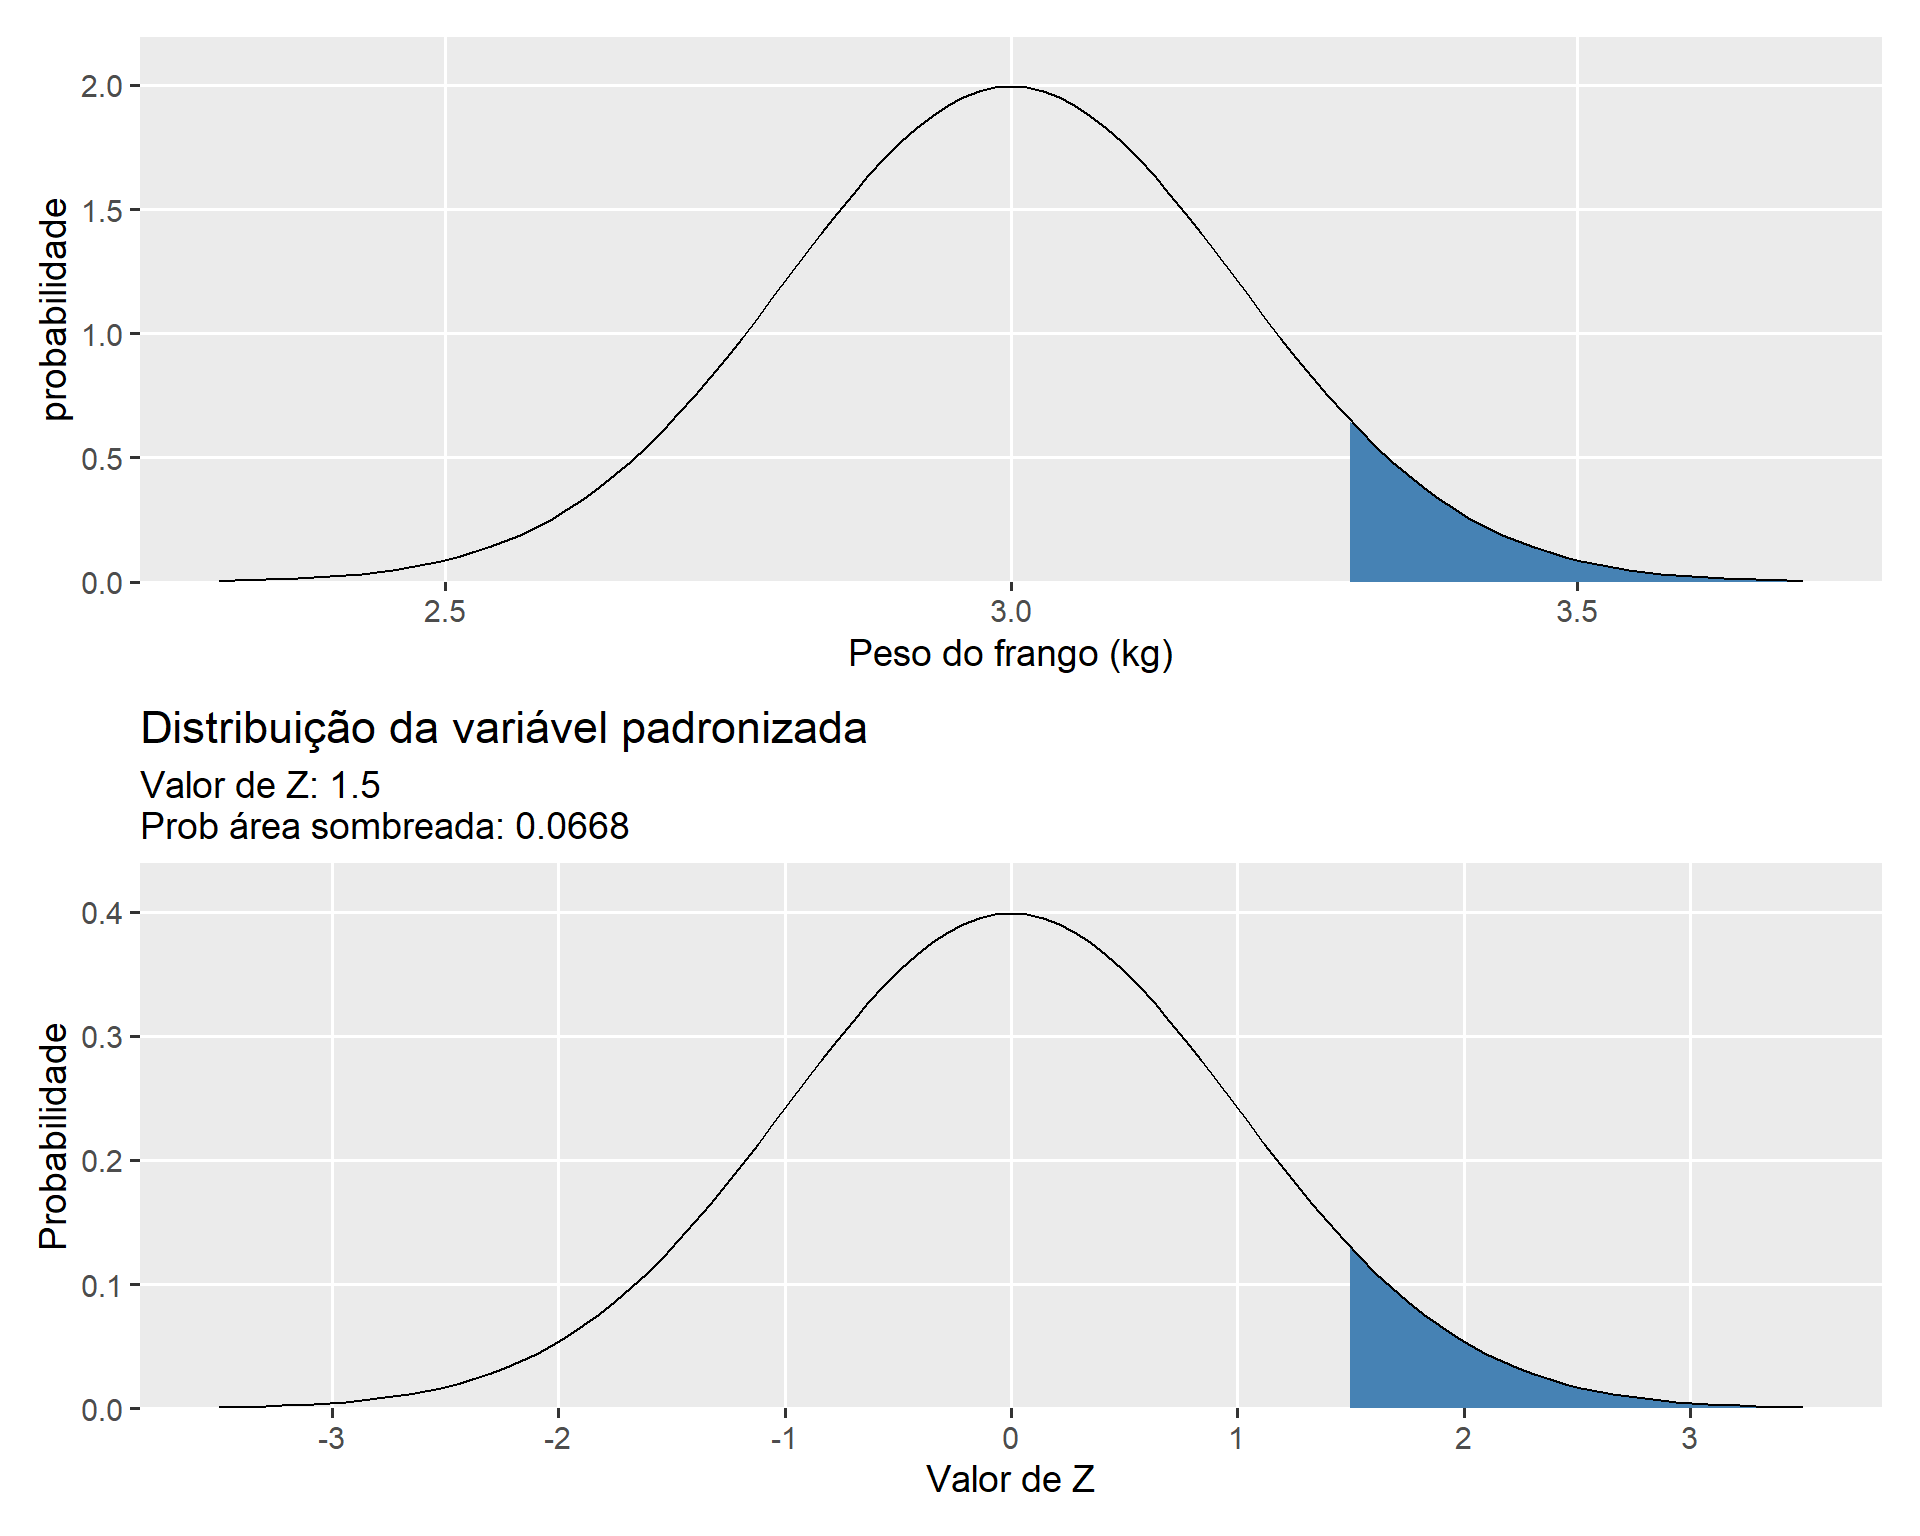 2.0
1.5
1.0
0.5
0.0
probabilidade
2.5 3.0 3.5
Peso do frango (kg)
Distribuição da variável padronizada
Valor de Z: 1.5
Prob área sombreada: 0.0668
0.4
0.3
0.2
0.1
0.0
Probabilidade
-3 -2 -1 0 1 2 3
Valor de Z